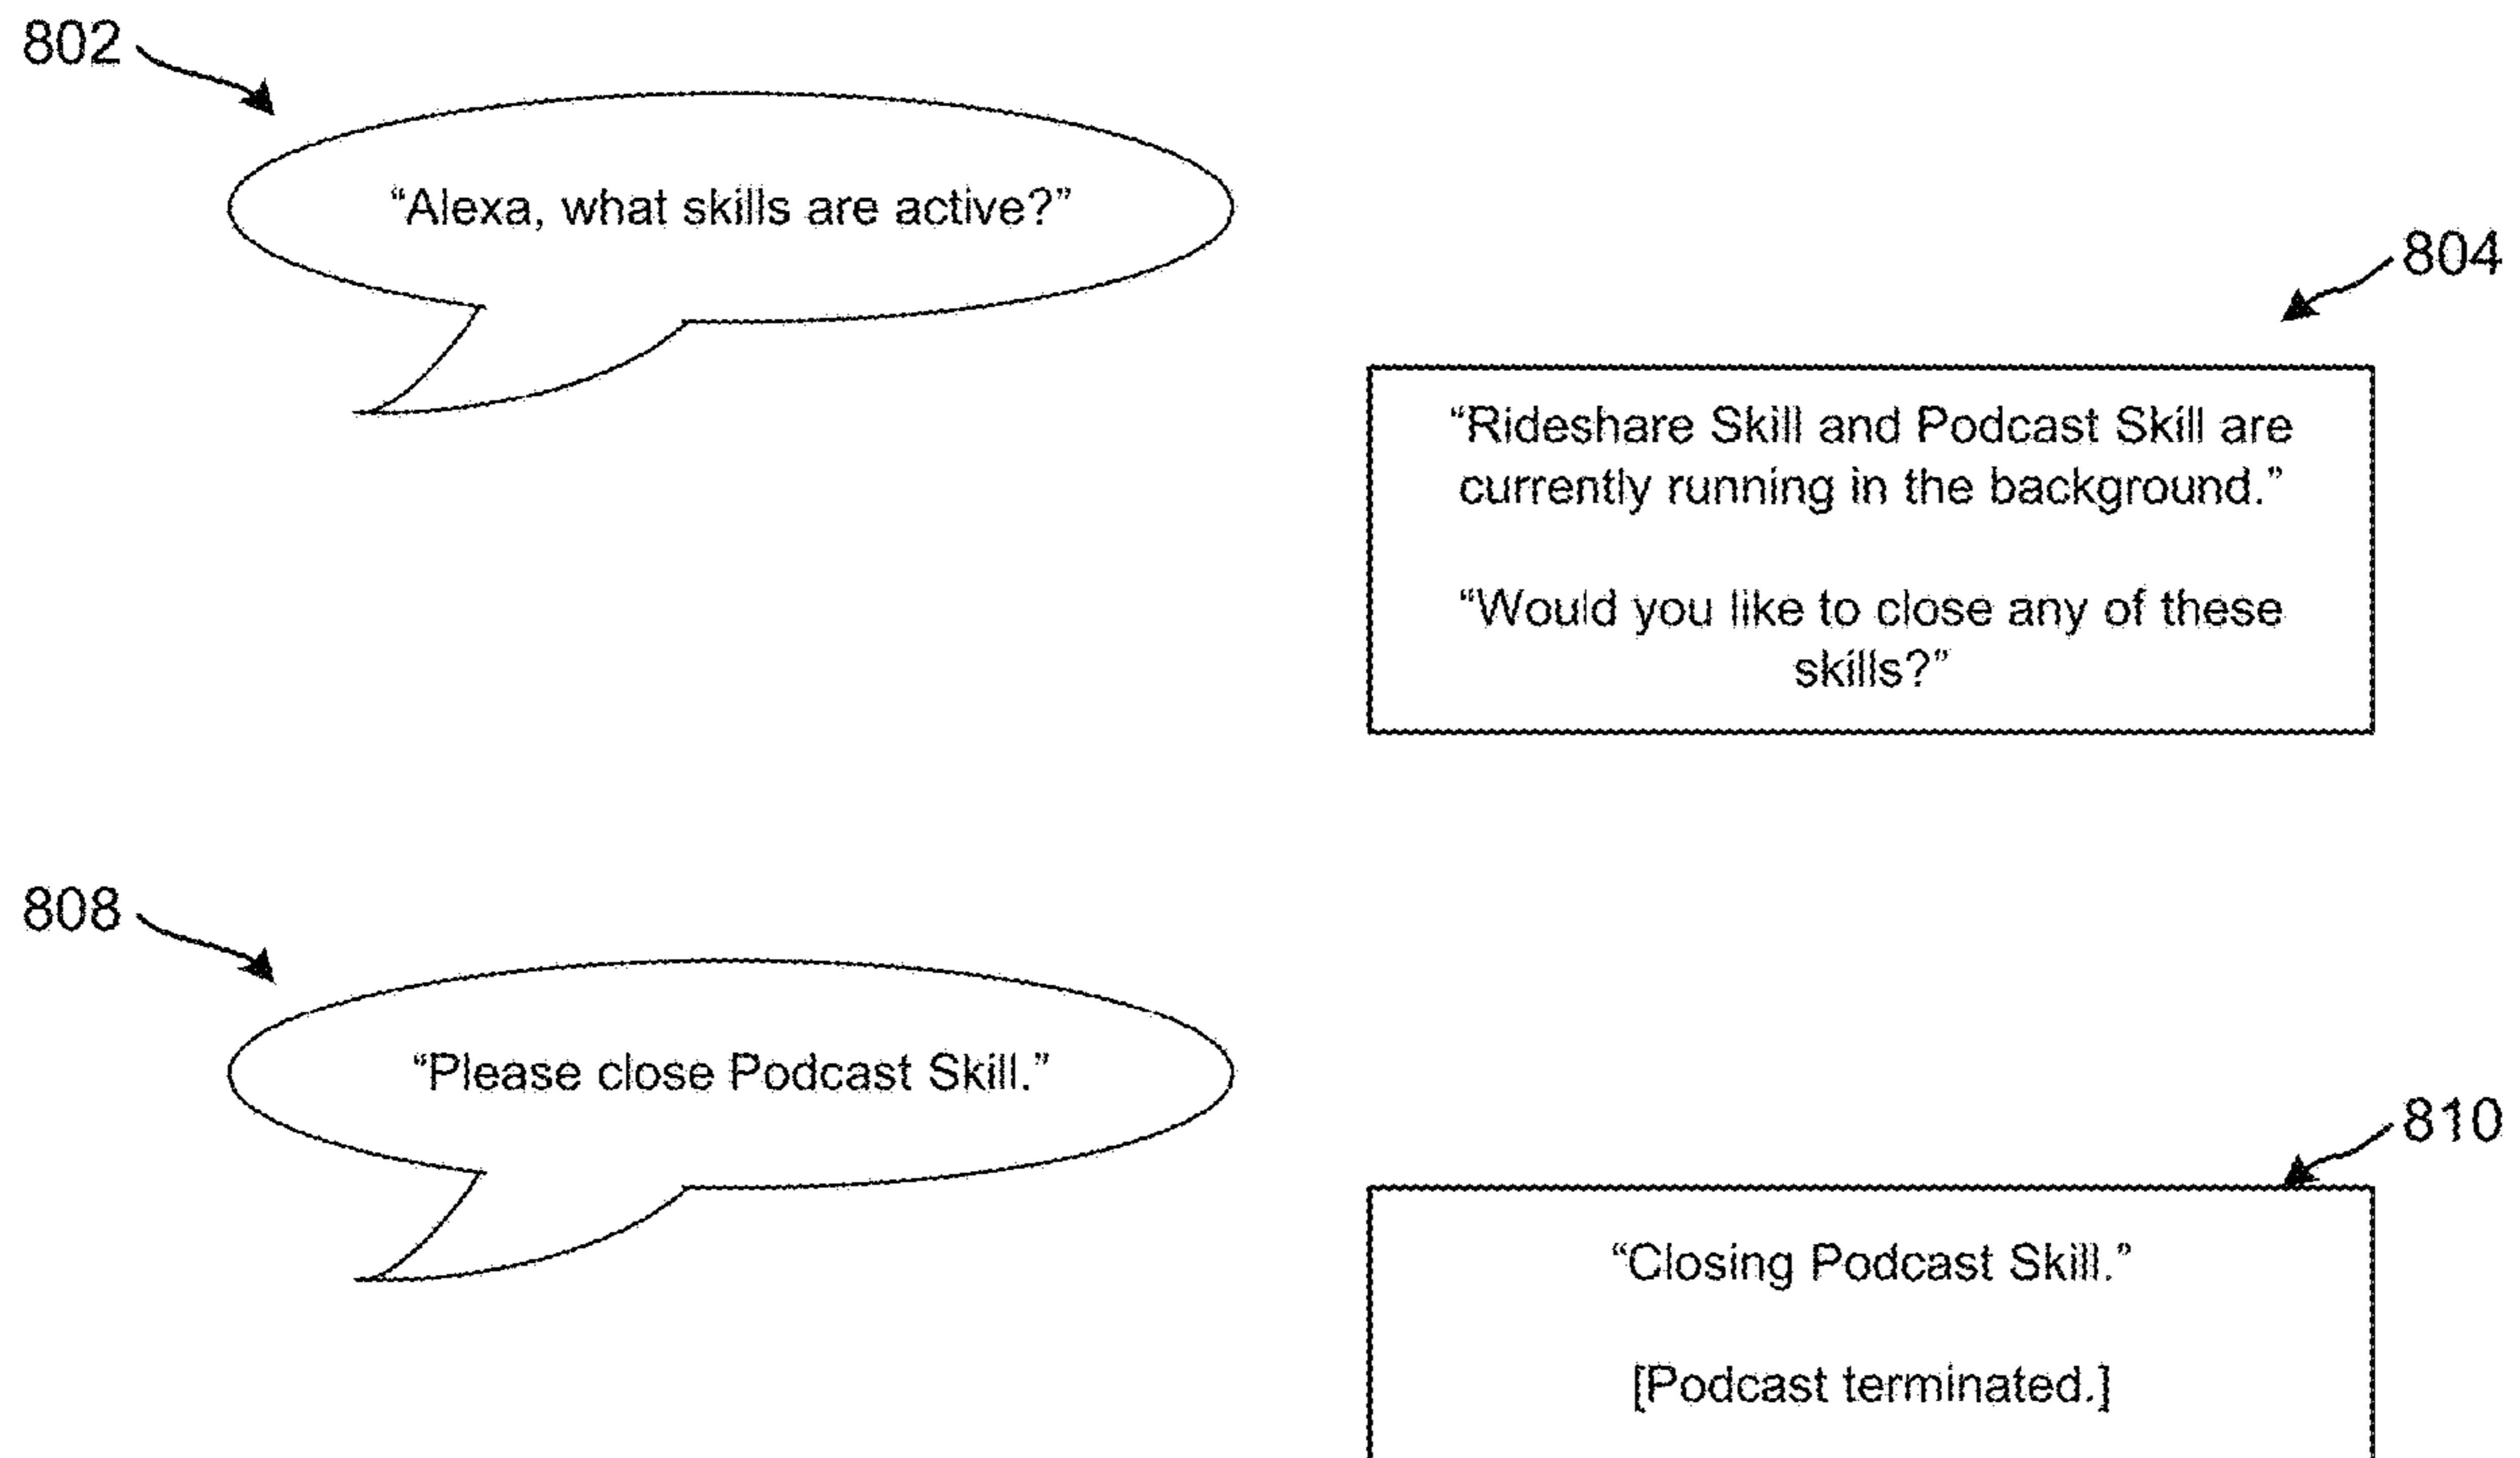 802
“Alexa, what skills are active?”
804
“Rideshare Skill and Podcast Skill are
currently running in the background.”
“Would you like to close any of these
skills?”
808
“Please close Podcast Skill.”
810
“Closing Podcast Skill.”
[Podcast terminated.]